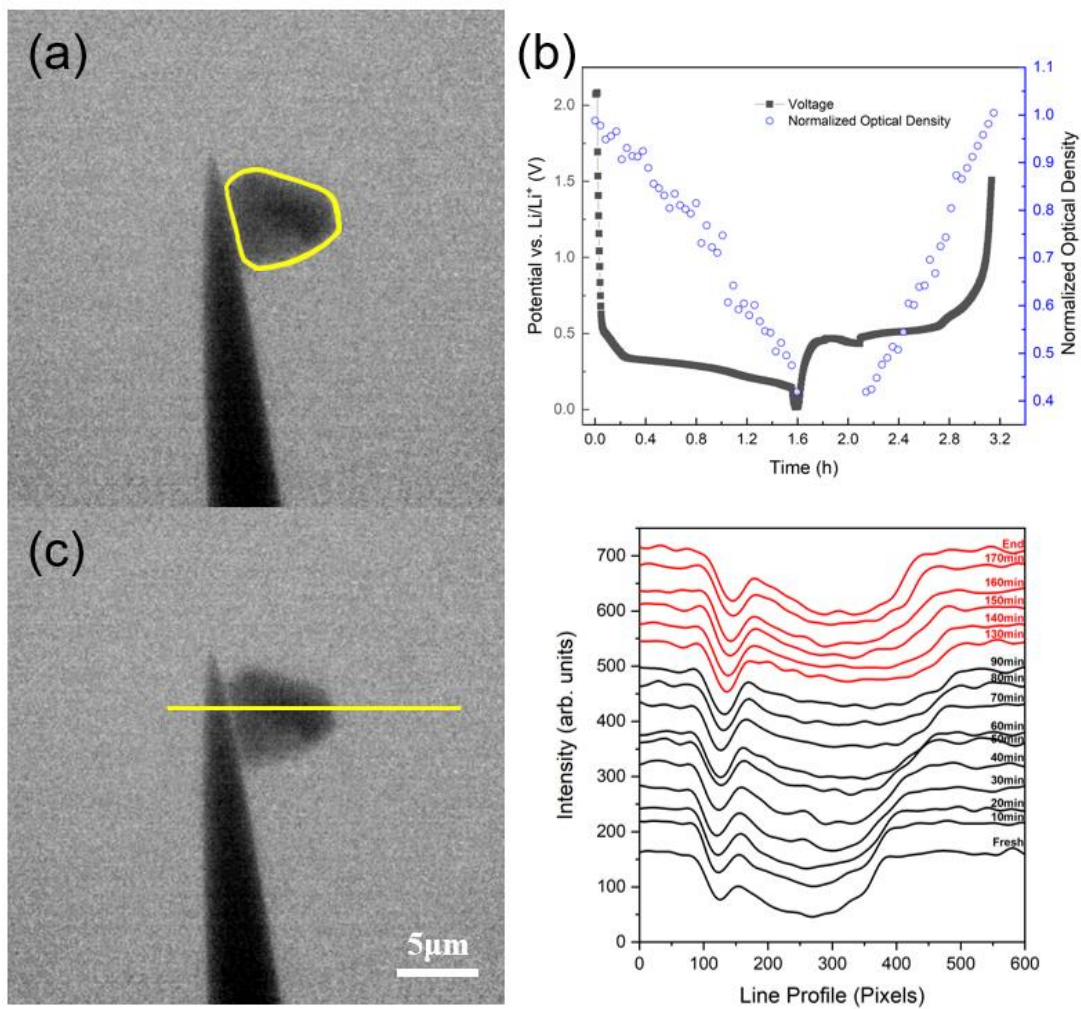 (a)
(b)
Voltage
Normalized Optical Density
Potential vs. Li/Li⁺ (V)
2.0
1.5
1.0
0.5
0.0
1.1
1.0
0.9
0.8
0.7
0.6
0.5
0.4
Normalized Optical Density
0.0 0.4 0.8 1.2 1.6 2.0 2.4 2.8 3.2
Time (h)
(c)
5μm
Intensity (arb. units)
700
600
500
400
300
200
100
0
End
170min
160min
150min
140min
130min
90min
80min
70min
60min
50min
40min
30min
20min
10min
Fresh
0 100 200 300 400 500 600
Line Profile (Pixels)